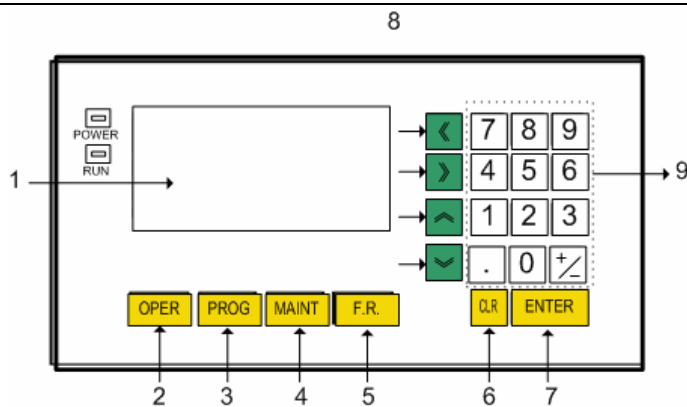 8
POWER
RUN
1
7 8 9
4 5 6
1 2 3
. 0 +/-
9
OPER PROG MAINT F.R. CLR ENTER
2 3 4 5 6 7